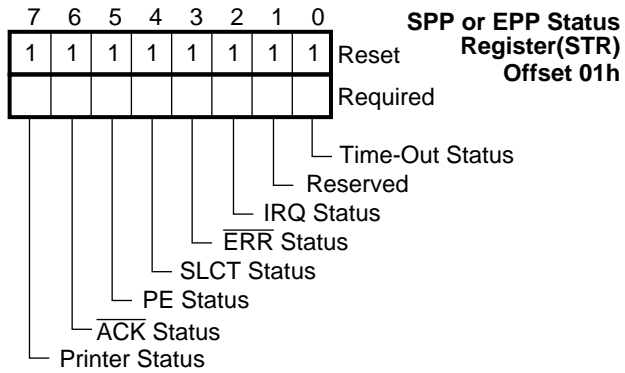 7 6 5 4 3 2 1 0
SPP or EPP Status
Register(STR)
Offset 01h
1 1 1 1 1 1 1 1 Reset
Required
Time-Out Status
Reserved
IRQ Status
ERR Status
SLCT Status
PE Status
ACK Status
Printer Status